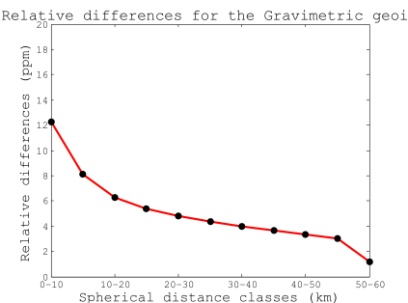 Relative differences for the Gravimetric geoi
20
18
16
14
12
10
8
6
4
2
0
Relative differences (ppm)
0-10 10-20 20-30 30-40 40-50 50-60
Spherical distance classes (km)